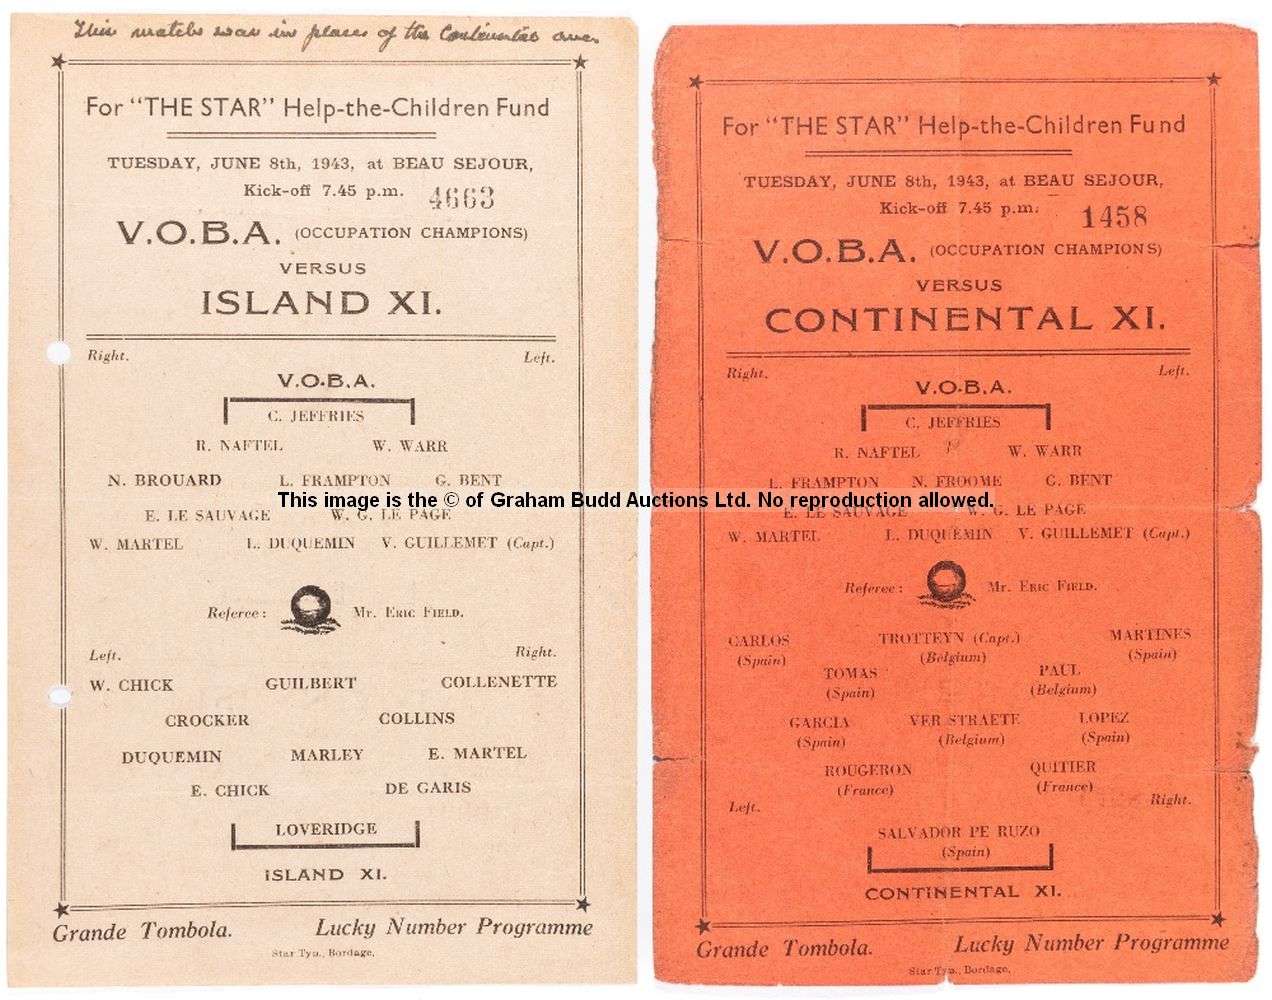 This match was in place of the Continental one.
For "THE STAR" Help-the-Children Fund
TUESDAY, JUNE 8th, 1943, at BEAU SEJOUR,
Kick-off 7.45 p.m. 4663
V.O.B.A. (OCCUPATION CHAMPIONS)
VERSUS
ISLAND XI.
Right. Left.
V.O.B.A.
C. JEFFRIES
R. NAFTEL W. WARR
N. BROUARD L. FRAMPTON G. BENT
E. LE SAUVAGE W. G. LE PAGE
W. MARTEL L. DUQUEMIN V. GUILLEMET (Capt.)
Referee: Mr. ERIC FIELD.
Left. Right.
W. CHICK GUILBERT COLLENETTE
CROCKER COLLINS
DUQUEMIN MARLEY E. MARTEL
E. CHICK DE GARIS
LOVERIDGE
ISLAND XI.
Grande Tombola. Lucky Number Programme
Star Typ., Bordage.
For "THE STAR" Help-the-Children Fund
TUESDAY, JUNE 8th, 1943, at BEAU SEJOUR,
Kick-off 7.45 p.m. 1458
V.O.B.A. (OCCUPATION CHAMPIONS)
VERSUS
CONTINENTAL XI.
Right. Left.
V.O.B.A.
C. JEFFRIES
R. NAFTEL W. WARR
L. FRAMPTON N. FROOME G. BENT
E. LE SAUVAGE W. G. LE PAGE
W. MARTEL L. DUQUEMIN V. GUILLEMET (Capt.)
Referee: Mr. ERIC FIELD.
CARLOS TROTTEYN (Capt.) MARTINES
(Spain) (Belgium) (Spain)
TOMAS PAUL
(Spain) (Belgium)
GARCIA VER STRAETE LOPEZ
(Spain) (Belgium) (Spain)
ROUGERON QUITIER
(France) (France)
Left. Right.
SALVADOR PE RUZO
(Spain)
CONTINENTAL XI.
Grande Tombola. Lucky Number Programme
Star Typ., Bordage.
This image is the © of Graham Budd Auctions Ltd. No reproduction allowed.